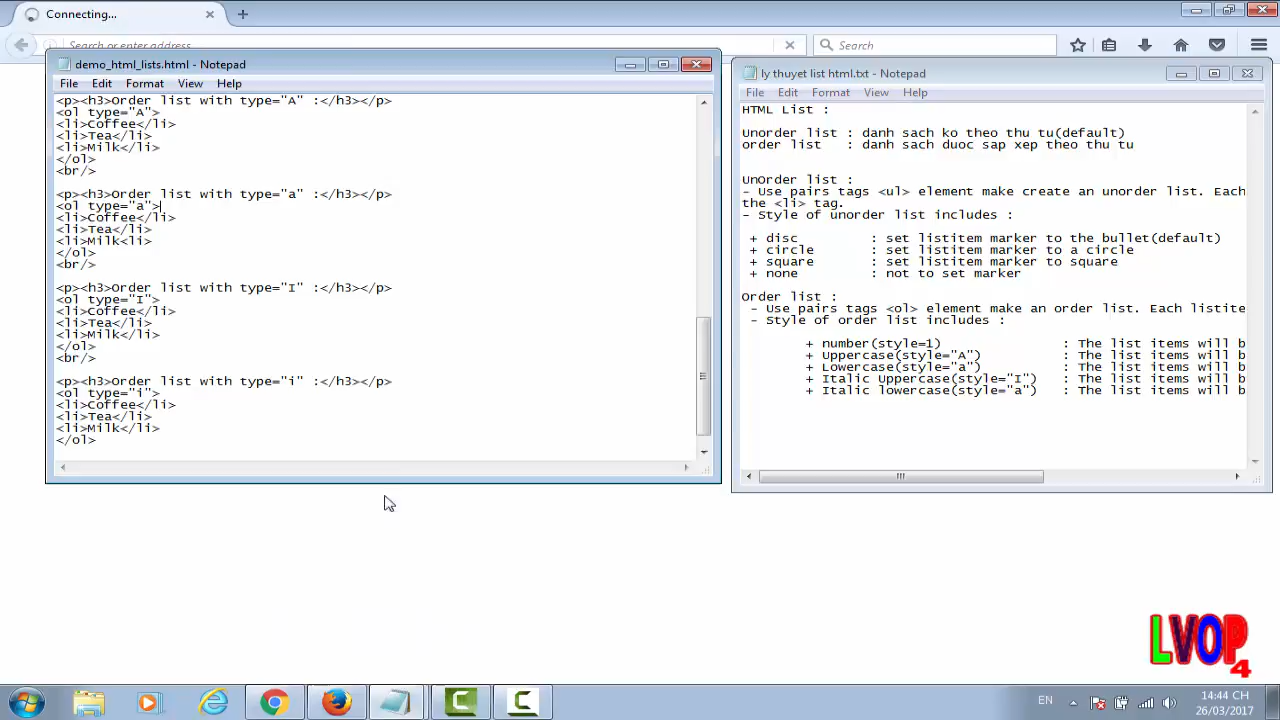 Connecting...
Search or enter address
Search
demo_html_lists.html - Notepad
File Edit Format View Help
<p><h3>Order list with type="A" :</h3></p>
<ol type="A">
<li>Coffee</li>
<li>Tea</li>
<li>Milk</li>
</ol>
<br/>
<p><h3>Order list with type="a" :</h3></p>
<ol type="a">
<li>Coffee</li>
<li>Tea</li>
<li>Milk<li>
</ol>
<br/>
<p><h3>Order list with type="I" :</h3></p>
<ol type="I">
<li>Coffee</li>
<li>Tea</li>
<li>Milk</li>
</ol>
<br/>
<p><h3>Order list with type="i" :</h3></p>
<ol type="i">
<li>Coffee</li>
<li>Tea</li>
<li>Milk</li>
</ol>
ly thuyet list html.txt - Notepad
File Edit Format View Help
HTML List :
Unorder list : danh sach ko theo thu tu(default)
order list : danh sach duoc sap xep theo thu tu
UnOrder list :
- Use pairs tags <ul> element make create an unorder list. Each
the <li> tag.
- Style of unorder list includes :
+ disc : set listitem marker to the bullet(default)
+ circle : set listitem marker to a circle
+ square : set listitem marker to square
+ none : not to set marker
Order list :
- Use pairs tags <ol> element make an order list. Each listite
- Style of order list includes :
+ number(style=1) : The list items will b
+ Uppercase(style="A") : The list items will b
+ Lowercase(style="a") : The list items will b
+ Italic Uppercase(style="I") : The list items will b
+ Italic lowercase(style="a") : The list items will b
LVOP
4
EN
14:44 CH
26/03/2017